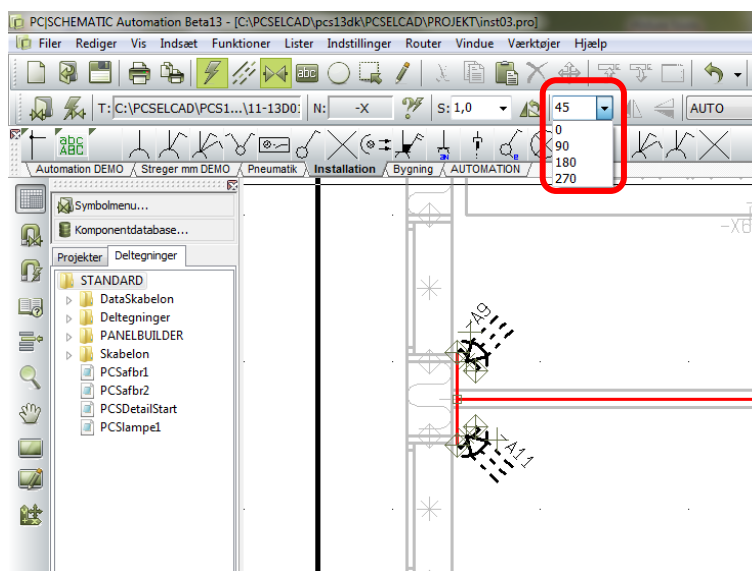 PC|SCHEMATIC Automation Beta13 - [C:\PCSELCAD\pcs13dk\PCSELCAD\PROJEKT\inst03.pro]
Filer Rediger Vis Indsæt Funktioner Lister Indstillinger Router Vindue Værktøjer Hjælp
abc
T: C:\PCSELCAD\PCS1...\11-13D0: N: -X S: 1,0 45 AUTO
0
90
180
270
abc
ABC
Automation DEMO Streger mm DEMO Pneumatik Installation Bygning AUTOMATION
Symbolmenu...
Komponentdatabase...
Projekter Deltegninger
STANDARD
DataSkabelon
Deltegninger
PANELBUILDER
Skabelon
PCSafbr1
PCSafbr2
PCSDetailStart
PCSlampe1
A9
A11